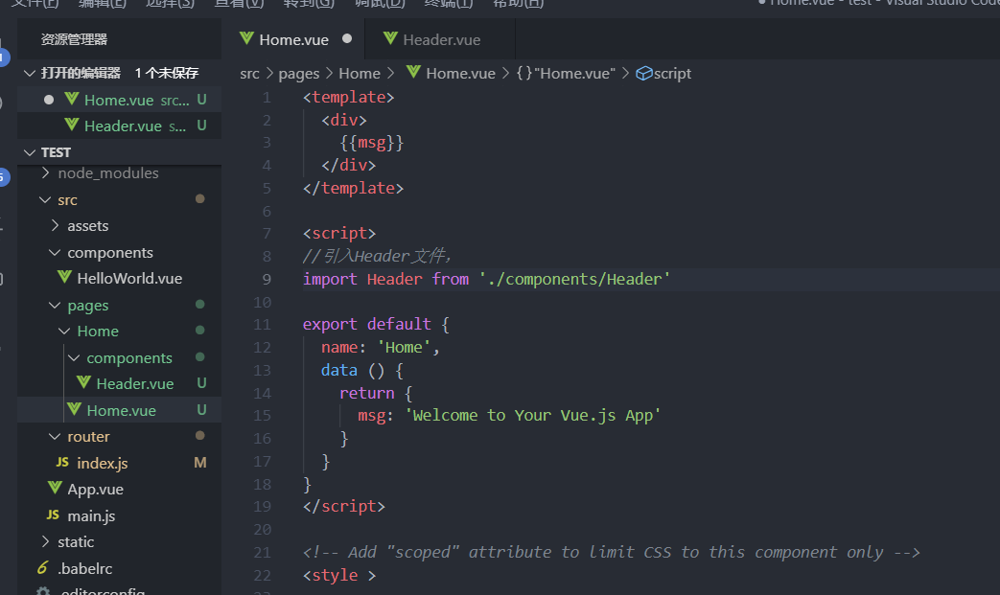 文件(F) 编辑(E) 选择(S) 查看(V) 转到(G) 调试(D) 终端(T) 帮助(H) ● Home.vue - test - Visual Studio Code
资源管理器
打开的编辑器 1 个未保存
Home.vue src... U
Header.vue s... U
TEST
node_modules
src
assets
components
HelloWorld.vue
pages
Home
components
Header.vue U
Home.vue U
router
JS index.js M
App.vue
JS main.js
static
.babelrc
.editorconfig
Home.vue ● Header.vue
src > pages > Home > Home.vue > {} "Home.vue" > script
1 <template>
2 <div>
3 {{msg}}
4 </div>
5 </template>
6
7 <script>
8 //引入Header文件，
9 import Header from './components/Header'
10
11 export default {
12 name: 'Home',
13 data () {
14 return {
15 msg: 'Welcome to Your Vue.js App'
16 }
17 }
18 }
19 </script>
20
21 <!-- Add "scoped" attribute to limit CSS to this component only -->
22 <style >